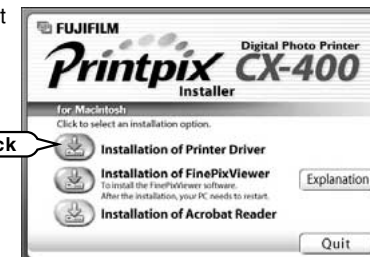 t
FUJIFILM
Digital Photo Printer
Printpix CX-400
Installer
for Macintosh
Click to select an installation option.
ck
Installation of Printer Driver
Installation of FinePixViewer
To install the FinePixViewer software.
After the installation, your PC needs to restart.
Explanation
Installation of Acrobat Reader
Quit